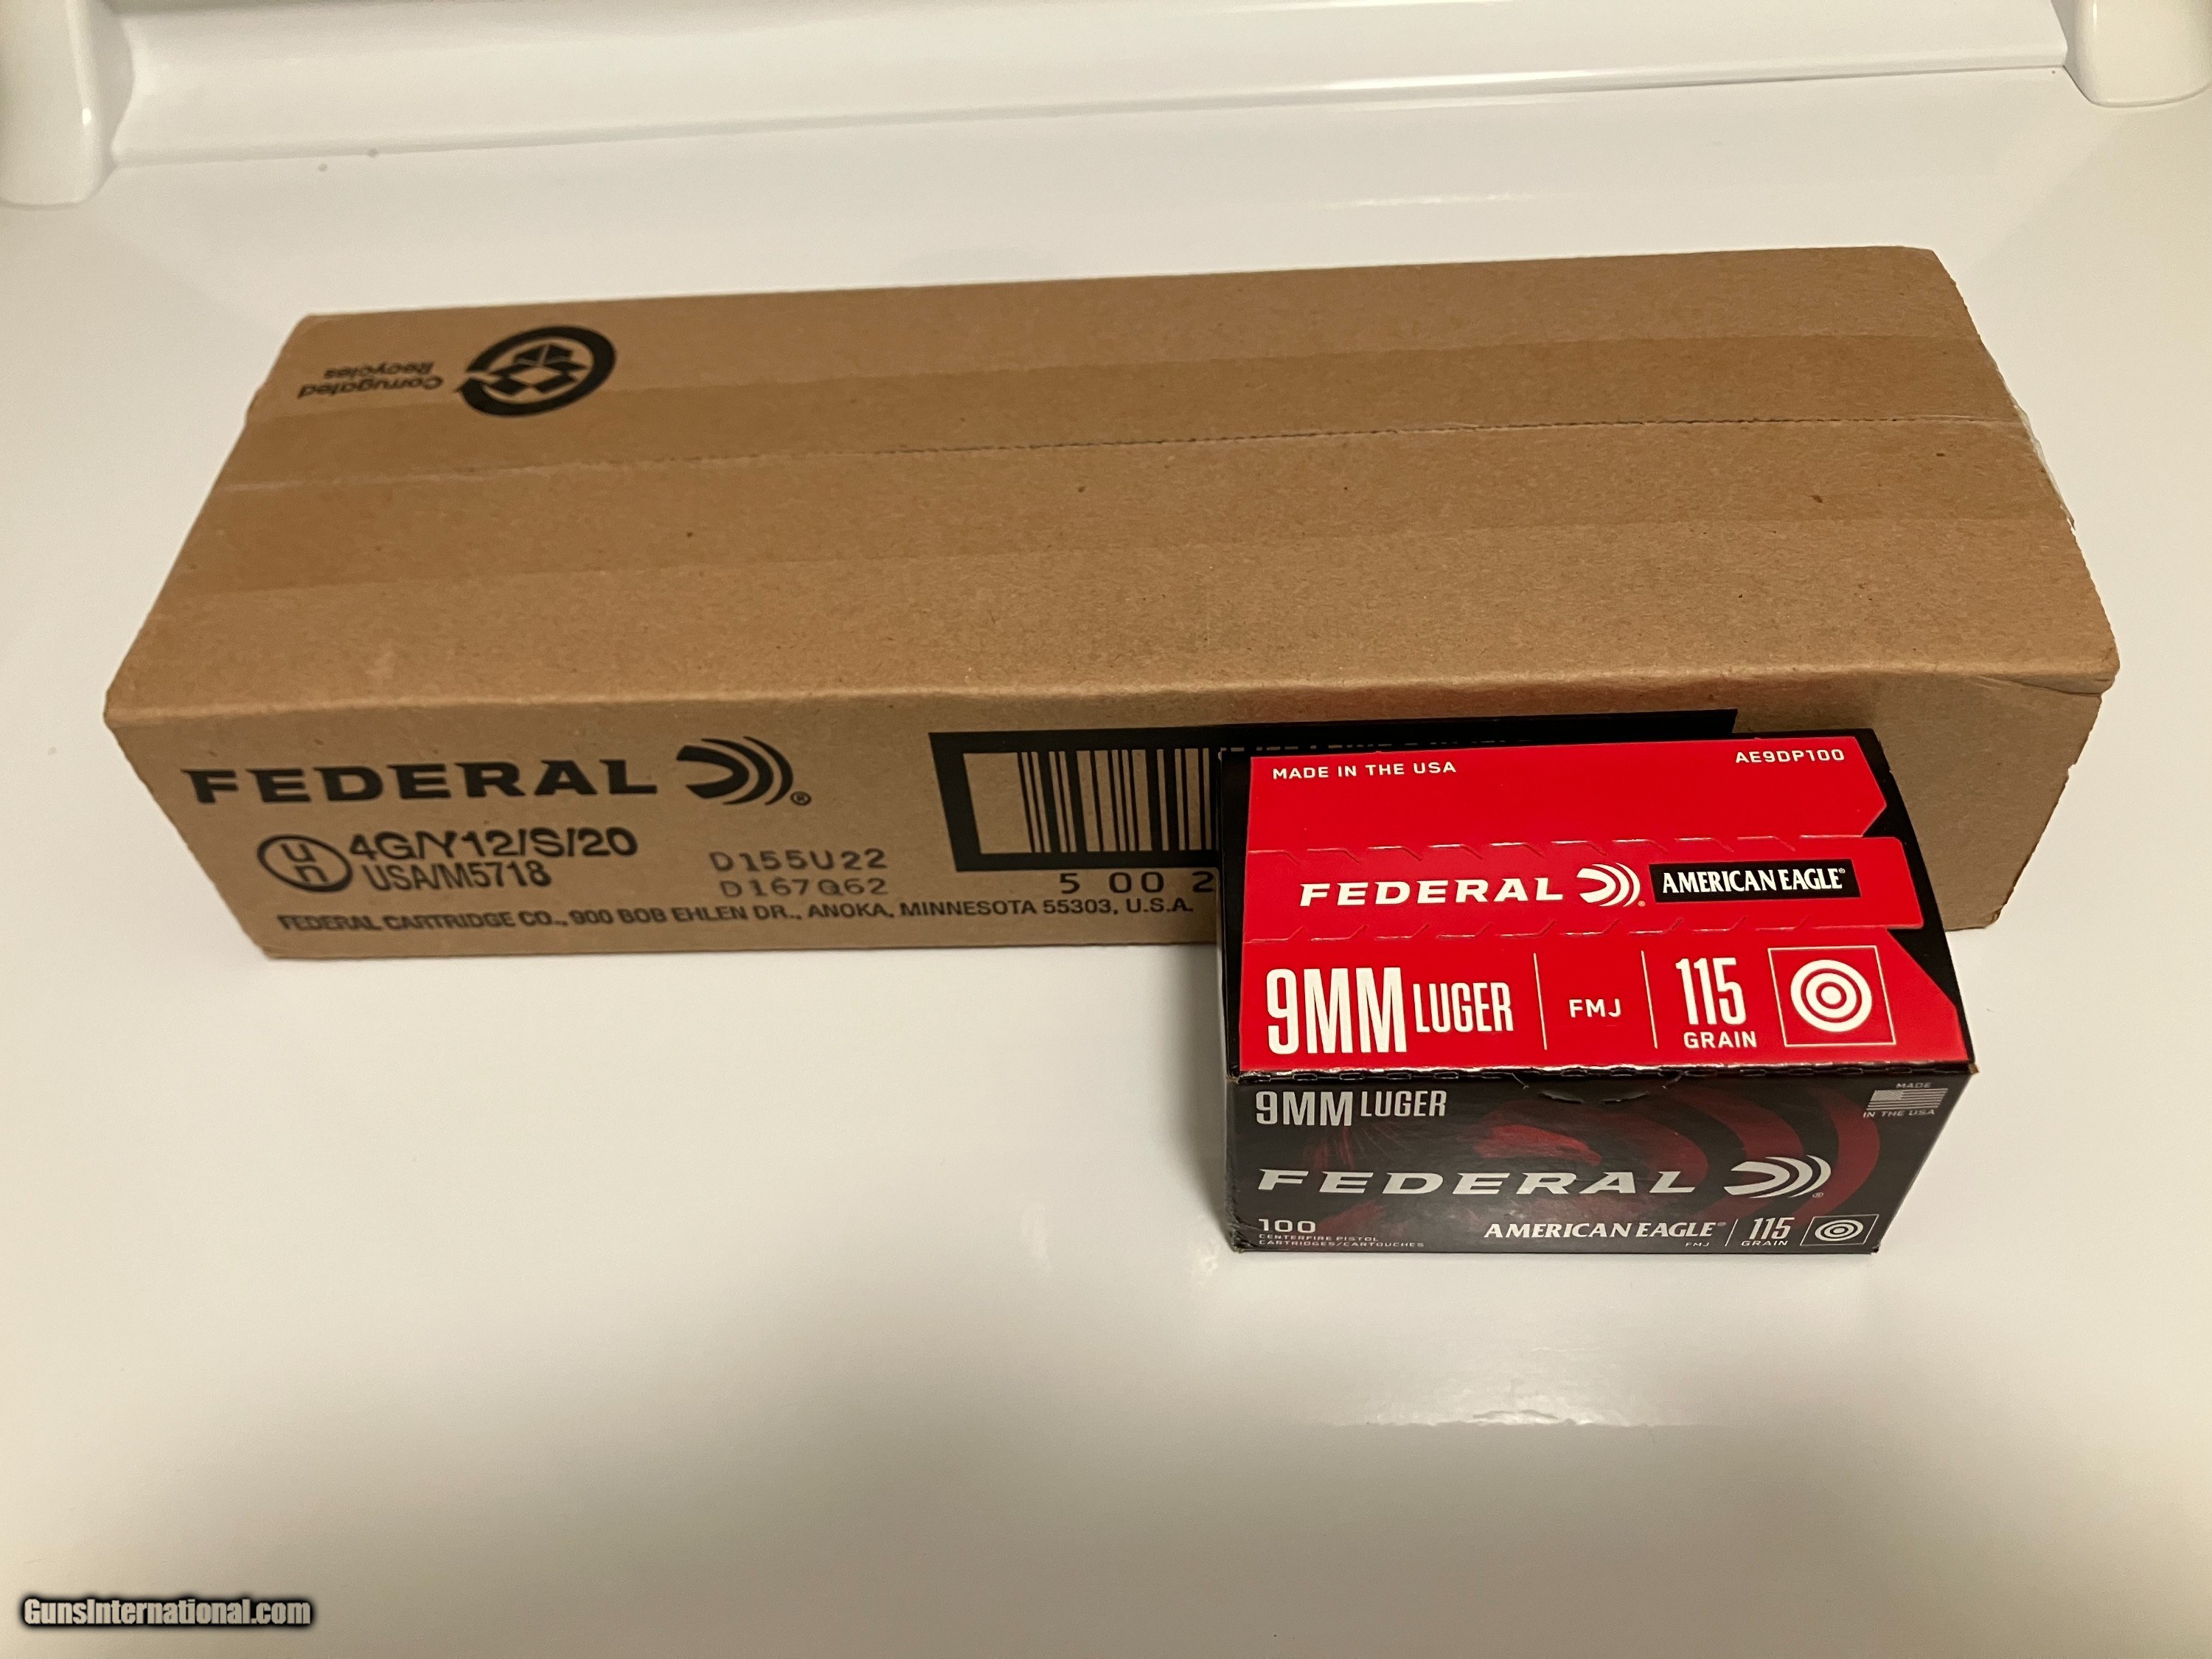 Corrugated
Recycles
FEDERAL ®
un 4G/Y12/S/20
USA/M5718
D155U22
D167Q62
5 00 2
FEDERAL CARTRIDGE CO., 900 BOB EHLEN DR., ANOKA, MINNESOTA 55303, U.S.A.
MADE IN THE USA AE9DP100
FEDERAL ® AMERICAN EAGLE®
9MM LUGER FMJ 115 GRAIN
9MM LUGER
MADE IN THE USA
FEDERAL ®
100
CENTERFIRE PISTOL
CARTRIDGES/CARTOUCHES
AMERICAN EAGLE® 115
FMJ GRAIN
GunsInternational.com